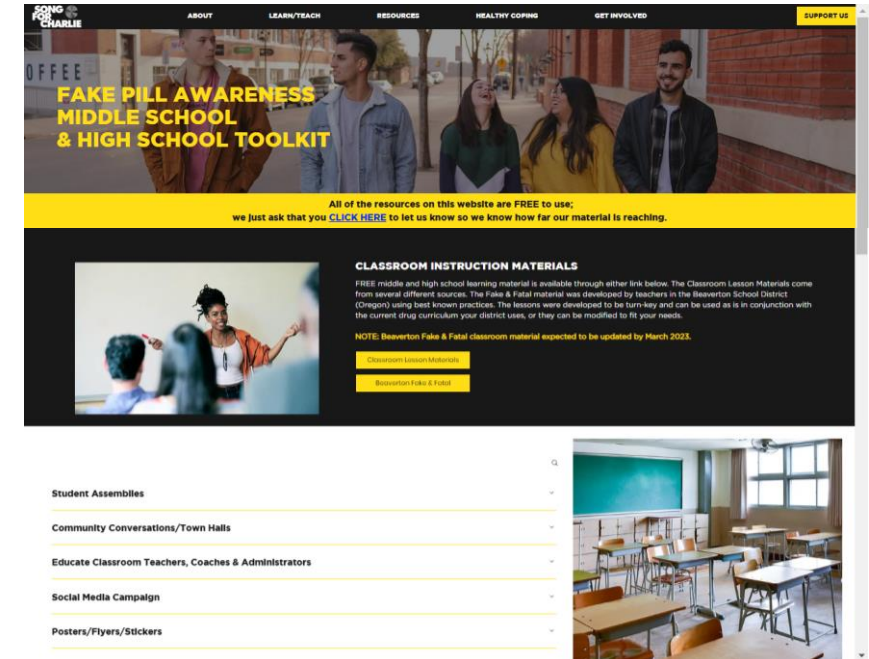 SONG
FOR
CHARLIE
ABOUT
LEARN/TEACH
RESOURCES
HEALTHY COPING
GET INVOLVED
SUPPORT US
OFFEE
FAKE PILL AWARENESS
MIDDLE SCHOOL
& HIGH SCHOOL TOOLKIT
All of the resources on this website are FREE to use;
we just ask that you CLICK HERE to let us know so we know how far our material is reaching.
CLASSROOM INSTRUCTION MATERIALS
FREE middle and high school learning material is available through either link below. The Classroom Lesson Materials come
from several different sources. The Fake & Fatal material was developed by teachers in the Beaverton School District
(Oregon) using best known practices. The lessons were developed to be turn-key and can be used as is in conjunction with
the current drug curriculum your district uses, or they can be modified to fit your needs.
NOTE: Beaverton Fake & Fatal classroom material expected to be updated by March 2023.
Classroom Lesson Materials
Beaverton Fake & Fatal
Student Assemblies
Community Conversations/Town Halls
Educate Classroom Teachers, Coaches & Administrators
Social Media Campaign
Posters/Flyers/Stickers